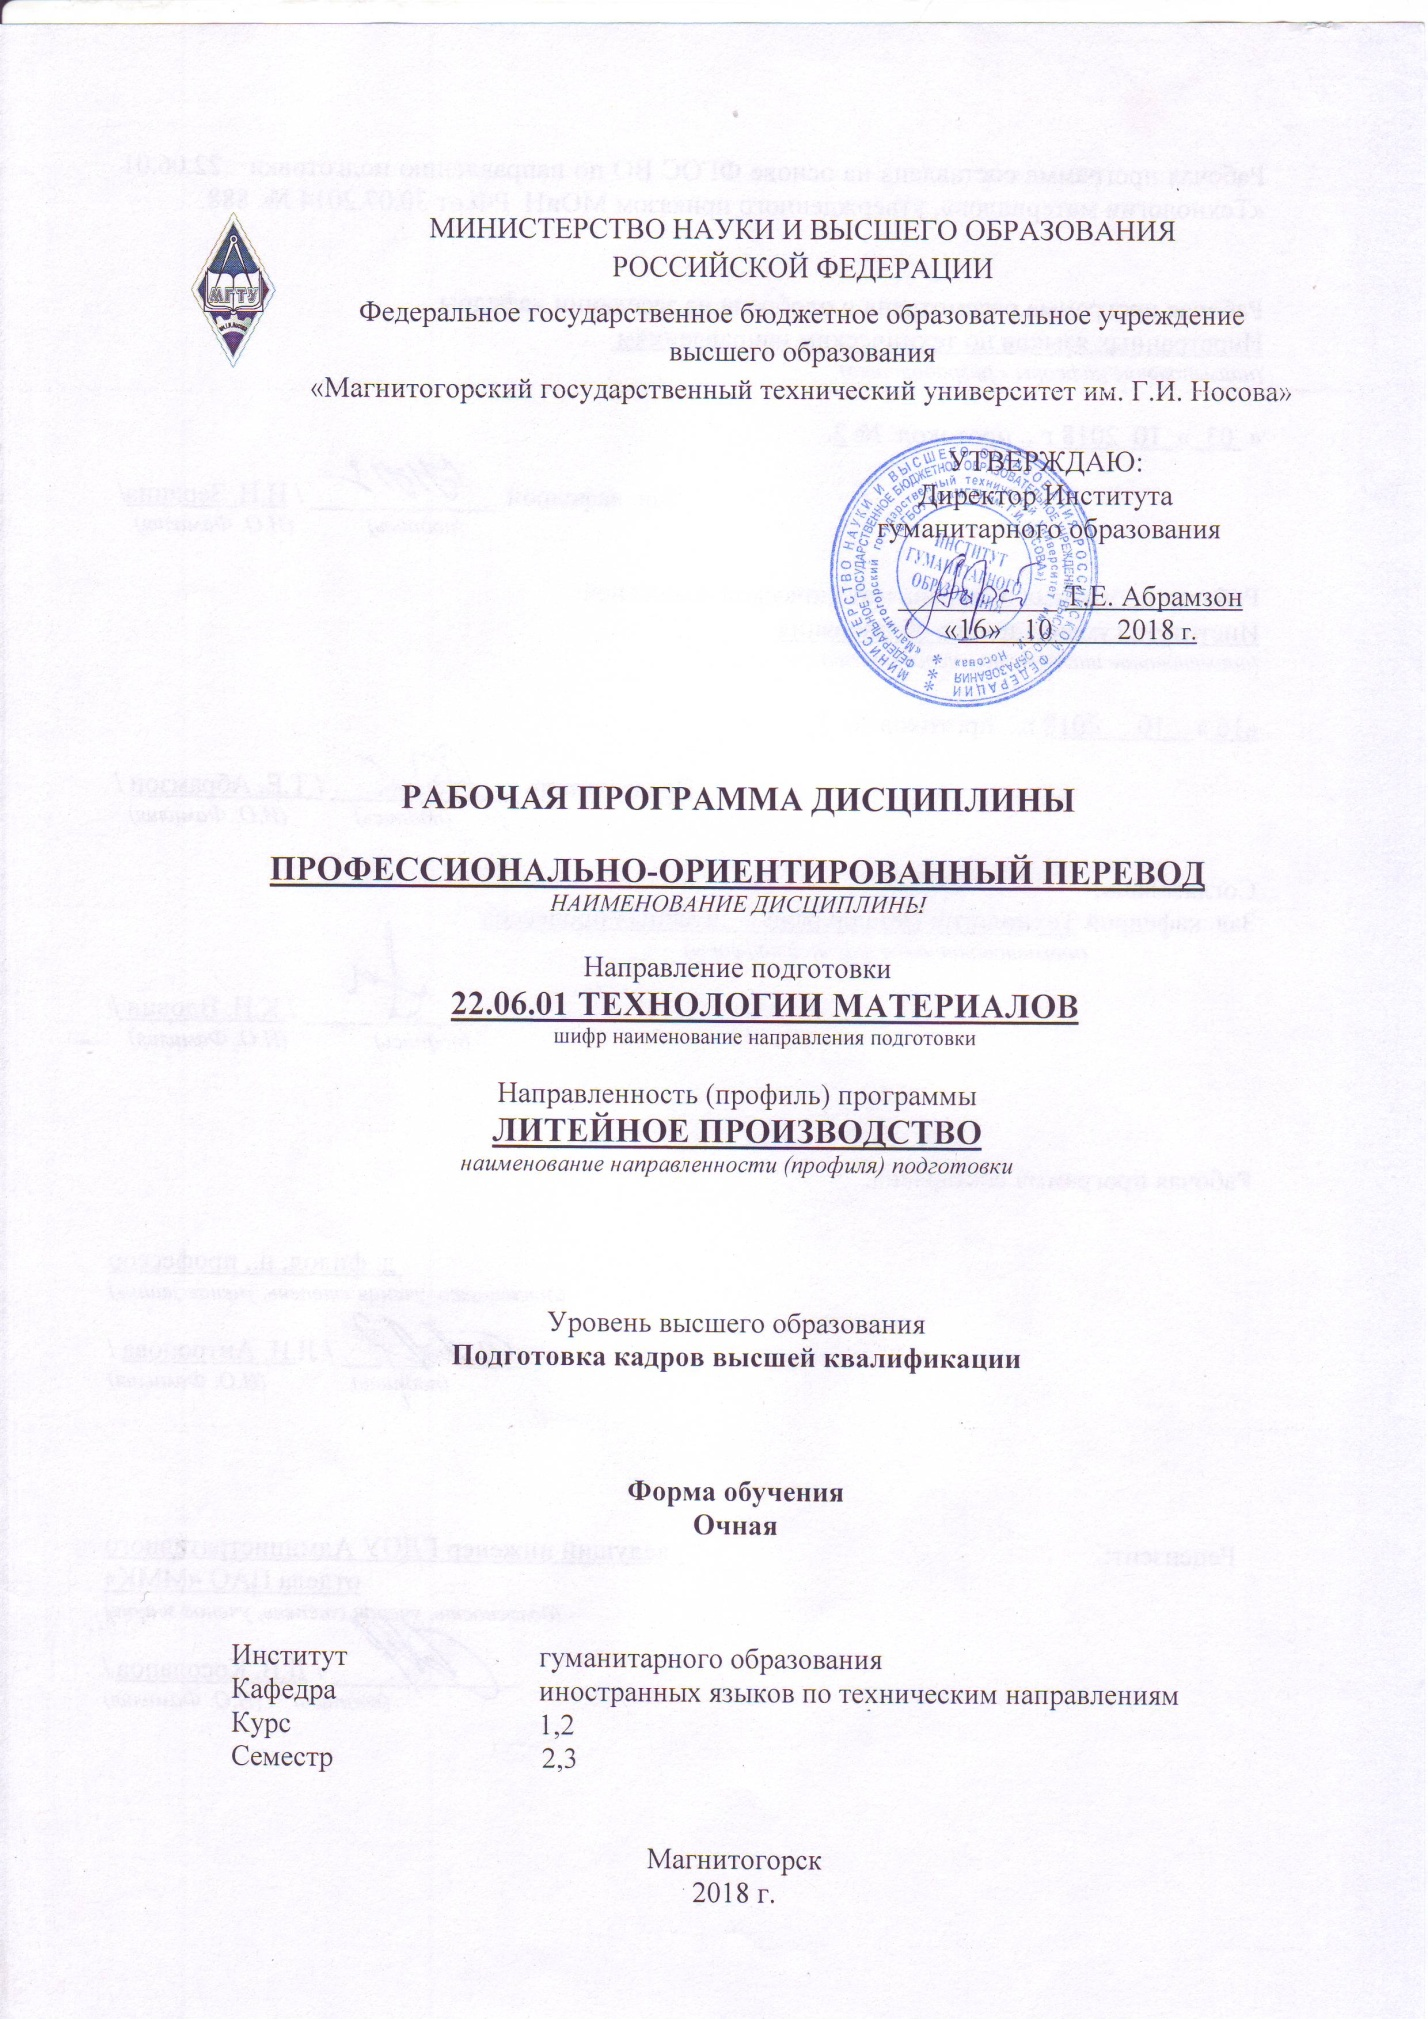 МИНИСТЕРСТВО НАУКИ И ВЫСШЕГО ОБРАЗОВАНИЯ
РОССИЙСКОЙ ФЕДЕРАЦИИ
Федеральное государственное бюджетное образовательное учреждение
высшего образования
«Магнитогорский государственный технический университет им. Г.И. Носова»
МГТУ
УТВЕРЖДАЮ:
Директор Института
гуманитарного образования
ИНСТИТУТ
ГУМАНИТАРНОГО
ОБРАЗОВАНИЯ
Т.Е. Абрамзон
«16» 10 2018 г.
РАБОЧАЯ ПРОГРАММА ДИСЦИПЛИНЫ
ПРОФЕССИОНАЛЬНО-ОРИЕНТИРОВАННЫЙ ПЕРЕВОД
НАИМЕНОВАНИЕ ДИСЦИПЛИНЫ
Направление подготовки
22.06.01 ТЕХНОЛОГИИ МАТЕРИАЛОВ
шифр наименование направления подготовки
Направленность (профиль) программы
ЛИТЕЙНОЕ ПРОИЗВОДСТВО
наименование направленности (профиля) подготовки
Уровень высшего образования
Подготовка кадров высшей квалификации
Форма обучения
Очная
Институт гуманитарного образования
Кафедра иностранных языков по техническим направлениям
Курс 1,2
Семестр 2,3
Магнитогорск
2018 г.